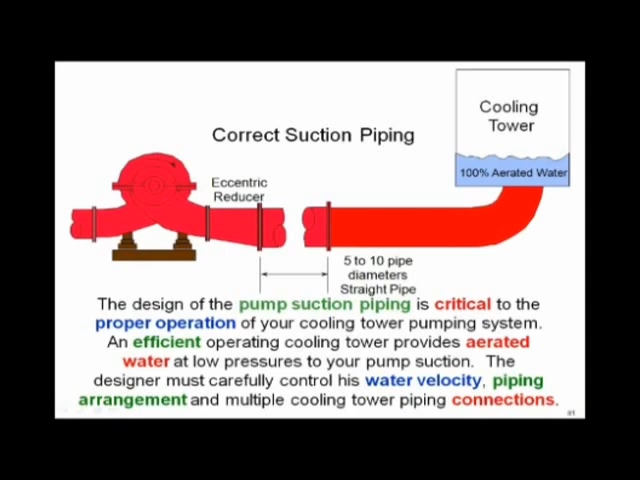 Cooling
Tower
Correct Suction Piping
100% Aerated Water
Eccentric
Reducer
5 to 10 pipe
diameters
Straight Pipe
The design of the pump suction piping is critical to the
proper operation of your cooling tower pumping system.
An efficient operating cooling tower provides aerated
water at low pressures to your pump suction. The
designer must carefully control his water velocity, piping
arrangement and multiple cooling tower piping connections.